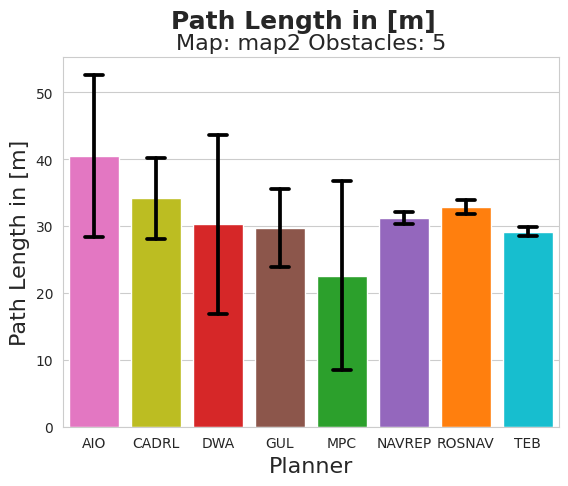 Path Length in [m]
Map: map2 Obstacles: 5
Path Length in [m]
50
40
30
20
10
0
AIO CADRL DWA GUL MPC NAVREP ROSNAV TEB
Planner